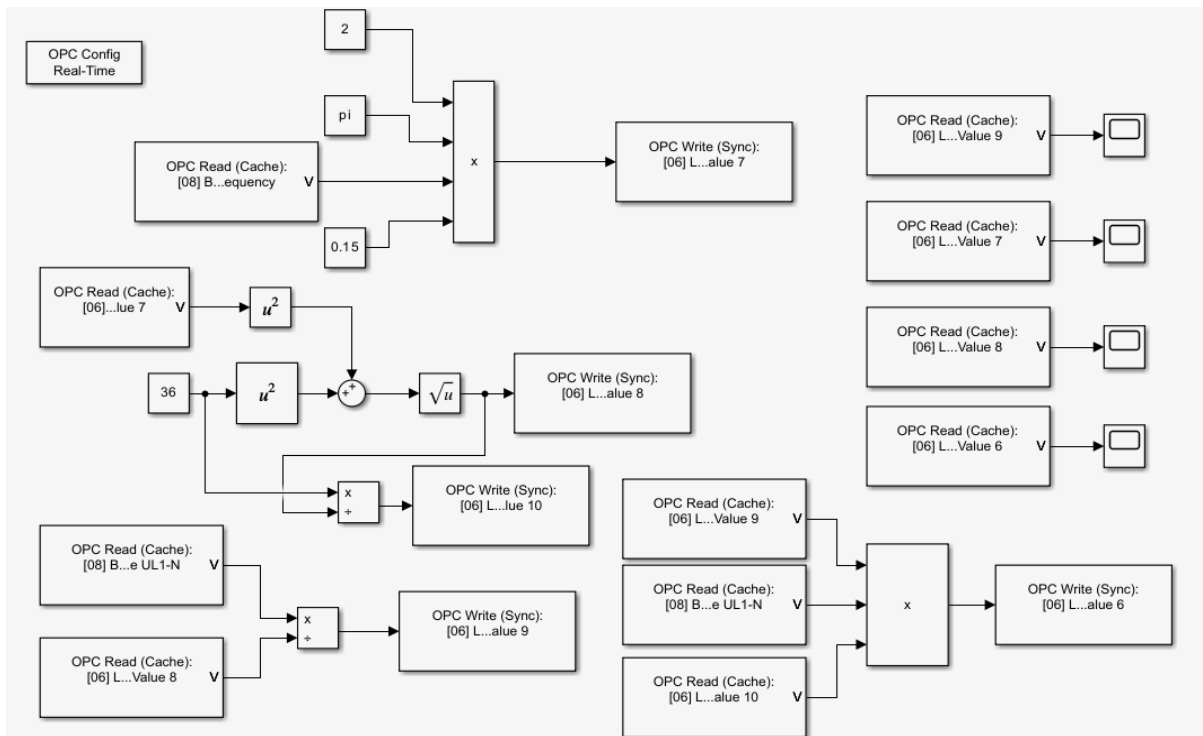 OPC Config
Real-Time
2
pi
OPC Read (Cache):
[08] B...equency
V
0.15
x
OPC Write (Sync):
[06] L...alue 7
OPC Read (Cache):
[06] L...Value 9
V
OPC Read (Cache):
[06] L...Value 7
V
OPC Read (Cache):
[06] L...Value 8
V
OPC Read (Cache):
[06] L...Value 6
V
OPC Read (Cache):
[06]...lue 7
V
u²
36
u²
++
√u
OPC Write (Sync):
[06] L...alue 8
x
÷
OPC Write (Sync):
[06] L...lue 10
OPC Read (Cache):
[08] B...e UL1-N
V
OPC Read (Cache):
[06] L...Value 8
V
x
÷
OPC Write (Sync):
[06] L...alue 9
OPC Read (Cache):
[06] L...Value 9
V
OPC Read (Cache):
[08] B...e UL1-N
V
OPC Read (Cache):
[06] L...alue 10
V
x
OPC Write (Sync):
[06] L...alue 6